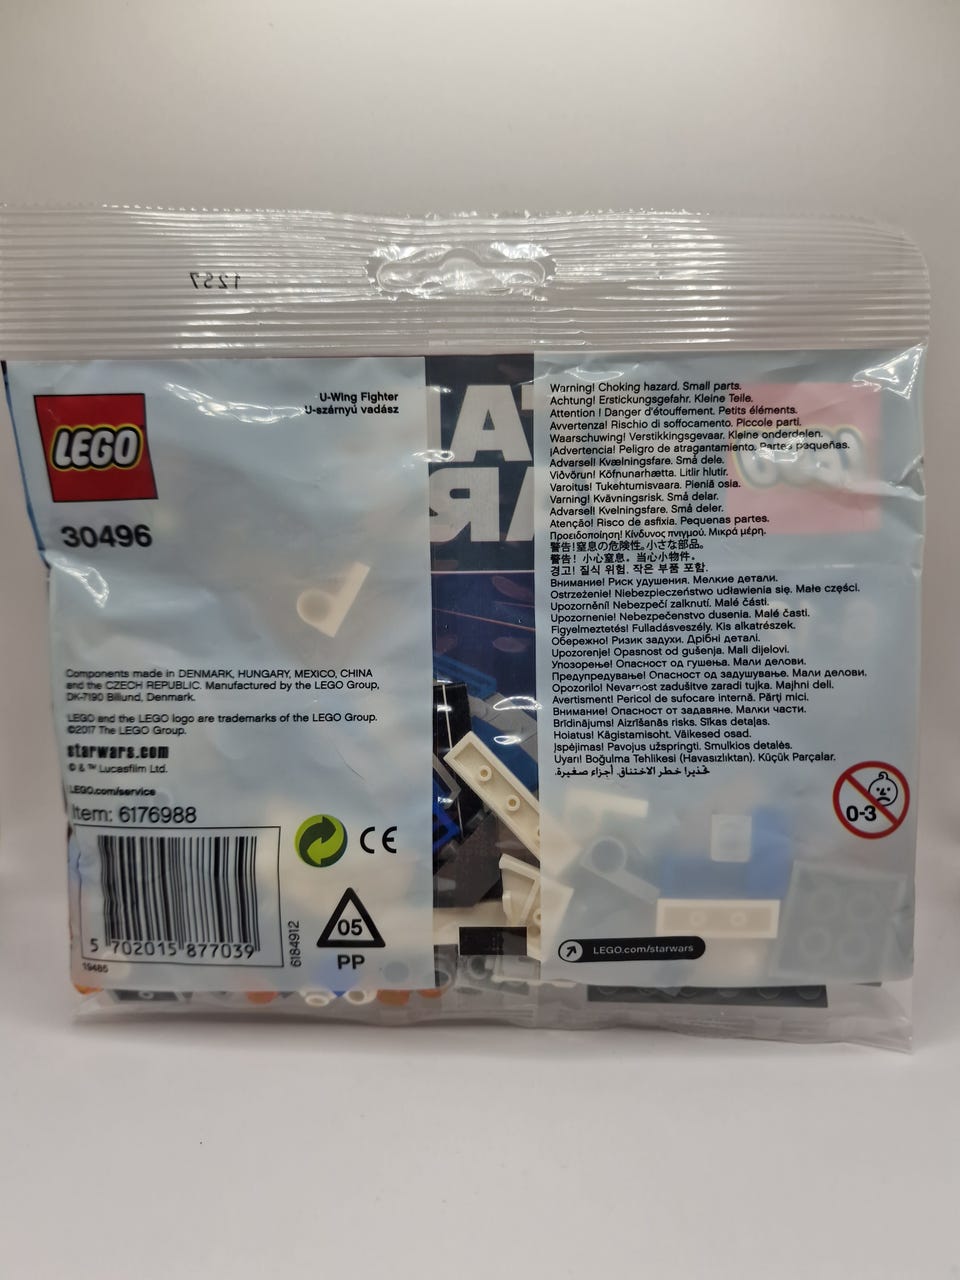 1257
LEGO
U-Wing Fighter
U-szárnyú vadász
30496
Components made in DENMARK, HUNGARY, MEXICO, CHINA
and the CZECH REPUBLIC. Manufactured by the LEGO Group,
DK-7190 Billund, Denmark.
LEGO and the LEGO logo are trademarks of the LEGO Group.
©2017 The LEGO Group.
starwars.com
© & ™ Lucasfilm Ltd.
LEGO.com/service
Item: 6176988
5 702015 877039
19485
6184912
CE
05
PP
Warning! Choking hazard. Small parts.
Achtung! Erstickungsgefahr. Kleine Teile.
Attention ! Danger d'étouffement. Petits éléments.
Avvertenza! Rischio di soffocamento. Piccole parti.
Waarschuwing! Verstikkingsgevaar. Kleine onderdelen.
¡Advertencia! Peligro de atragantamiento. Partes pequeñas.
Advarsel! Kvælningsfare. Små dele.
Viðvörun! Köfnunarhætta. Litlir hlutir.
Varoitus! Tukehtumisvaara. Pieniä osia.
Varning! Kvävningsrisk. Små delar.
Advarsel! Kvelningsfare. Små deler.
Atenção! Risco de asfixia. Pequenas partes.
Προειδοποίηση! Κίνδυνος πνιγμού. Μικρά μέρη.
警告!窒息の危険性。小さな部品。
警告! 小心窒息。当心小物件。
경고! 질식 위험. 작은 부품 포함.
Внимание! Риск удушения. Мелкие детали.
Ostrzeżenie! Niebezpieczeństwo udławienia się. Małe części.
Upozornění! Nebezpečí zalknutí. Malé části.
Upozornenie! Nebezpečenstvo dusenia. Malé časti.
Figyelmeztetés! Fulladásveszély. Kis alkatrészek.
Обережно! Ризик задухи. Дрібні деталі.
Upozorenje! Opasnost od gušenja. Mali dijelovi.
Упозорење! Опасност од гушења. Мали делови.
Предупредување! Опасност од задушување. Мали делови.
Opozorilo! Nevarnost zadušitve zaradi tujka. Majhni deli.
Avertisment! Pericol de sufocare internă. Părţi mici.
Внимание! Опасност от задавяне. Малки части.
Brīdinājums! Aizrīšanās risks. Sīkas detaļas.
Hoiatus! Kägistamisoht. Väikesed osad.
Įspėjimas! Pavojus užspringti. Smulkios detalės.
Uyarı! Boğulma Tehlikesi (Havasızlıktan). Küçük Parçalar.
تحذير! خطر الاختناق. أجزاء صغيرة.
0-3
LEGO.com/starwars